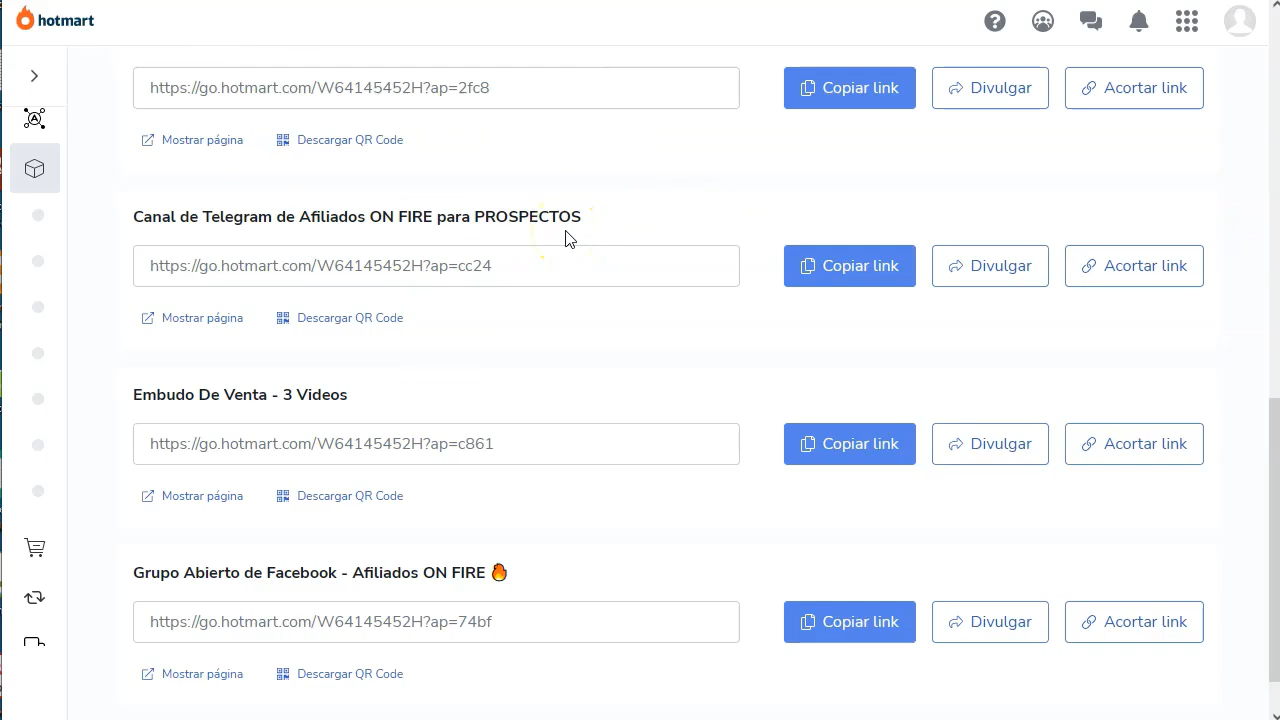 hotmart
https://go.hotmart.com/W64145452H?ap=2fc8
Copiar link
Divulgar
Acortar link
Mostrar página
Descargar QR Code
Canal de Telegram de Afiliados ON FIRE para PROSPECTOS
https://go.hotmart.com/W64145452H?ap=cc24
Copiar link
Divulgar
Acortar link
Mostrar página
Descargar QR Code
Embudo De Venta - 3 Videos
https://go.hotmart.com/W64145452H?ap=c861
Copiar link
Divulgar
Acortar link
Mostrar página
Descargar QR Code
Grupo Abierto de Facebook - Afiliados ON FIRE 🔥
https://go.hotmart.com/W64145452H?ap=74bf
Copiar link
Divulgar
Acortar link
Mostrar página
Descargar QR Code